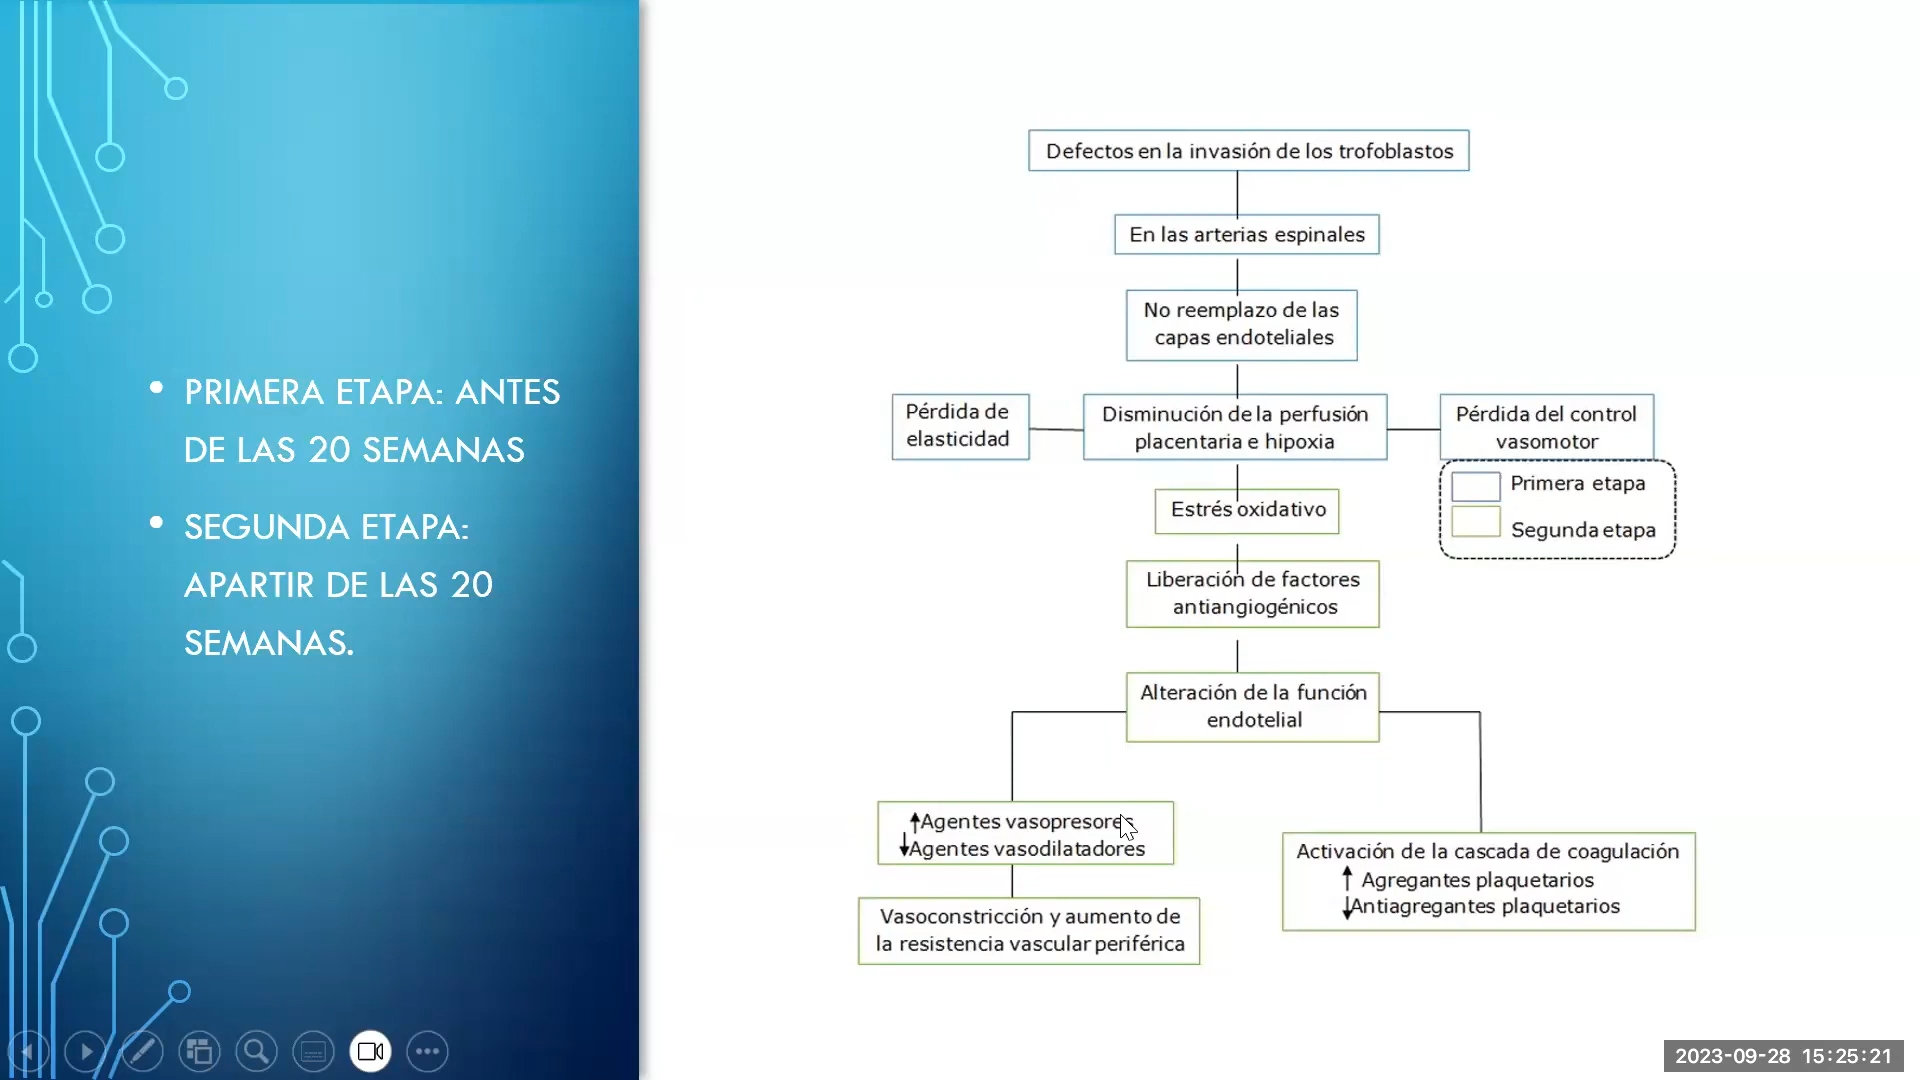 • PRIMERA ETAPA: ANTES
DE LAS 20 SEMANAS
• SEGUNDA ETAPA:
APARTIR DE LAS 20
SEMANAS.
Defectos en la invasión de los trofoblastos
En las arterias espinales
No reemplazo de las
capas endoteliales
Pérdida de
elasticidad
Disminución de la perfusión
placentaria e hipoxia
Pérdida del control
vasomotor
Primera etapa
Segunda etapa
Estrés oxidativo
Liberación de factores
antiangiogénicos
Alteración de la función
endotelial
↑Agentes vasopresores
↓Agentes vasodilatadores
Vasoconstricción y aumento de
la resistencia vascular periférica
Activación de la cascada de coagulación
↑ Agregantes plaquetarios
↓Antiagregantes plaquetarios
2023-09-28 15:25:21